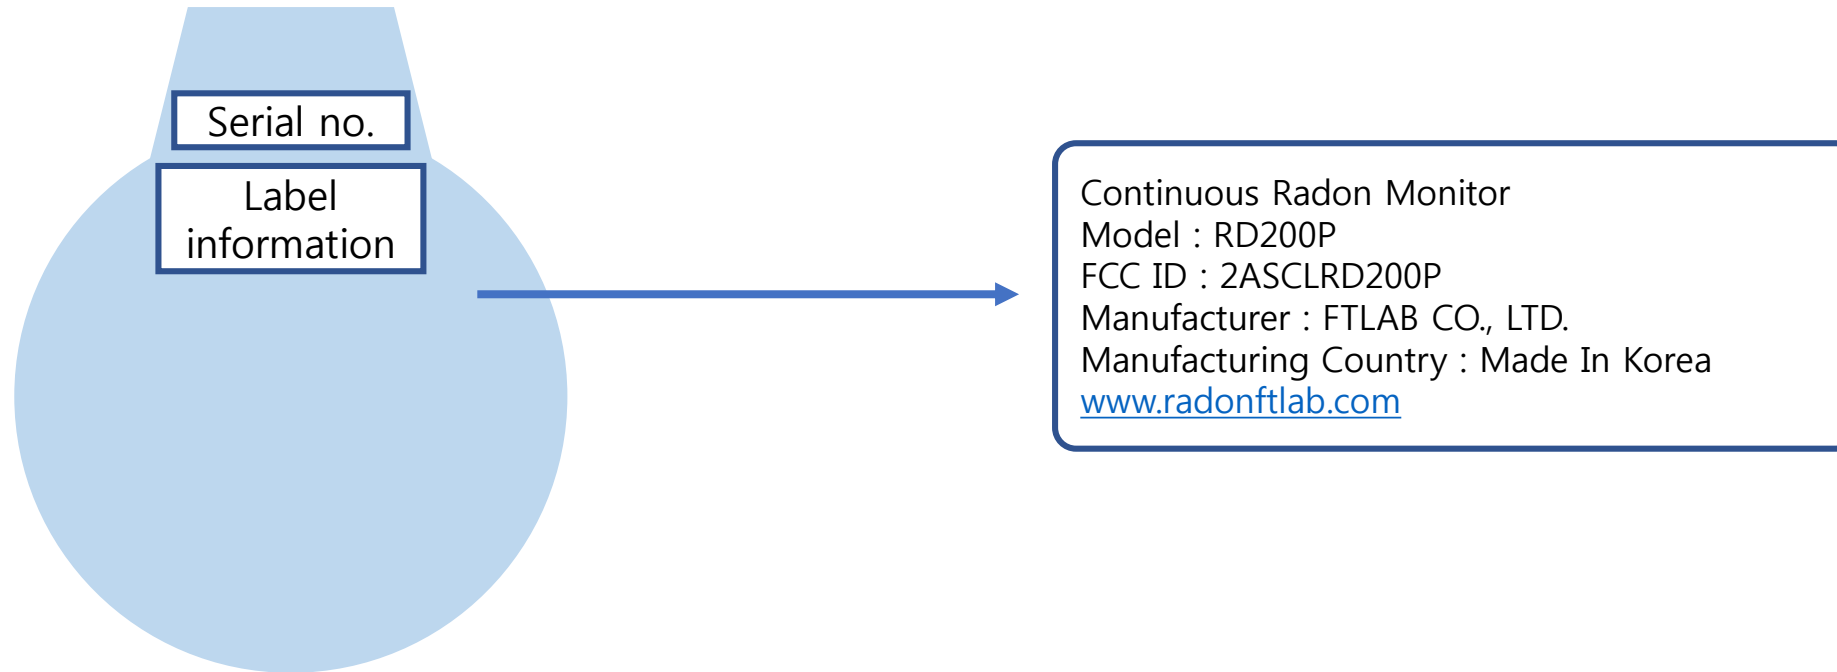 Serial no.
Label
information
Continuous Radon Monitor
Model : RD200P
FCC ID : 2ASCLRD200P
Manufacturer : FTLAB CO., LTD.
Manufacturing Country : Made In Korea
www.radonftlab.com